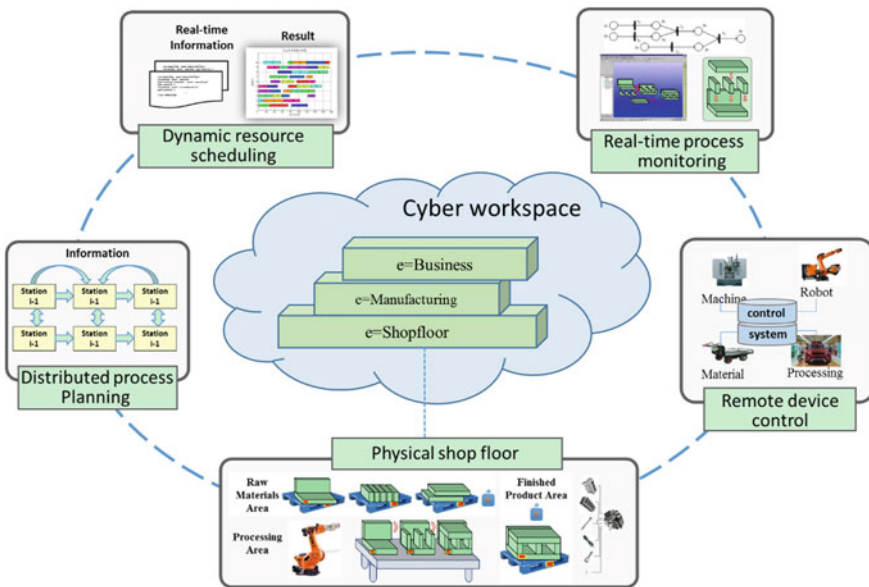 Real-time
Information
Result
Dynamic resource
scheduling
Real-time process
monitoring
Cyber workspace
e=Business
e=Manufacturing
e=Shopfloor
Information
Station
i-1
Station
i-1
Station
i-1
Station
i-1
Station
i-1
Station
i-1
Distributed process
Planning
Machine
Robot
control
system
Material
Processing
Remote device
control
Physical shop floor
Raw
Materials
Area
Finished
Product Area
Processing
Area